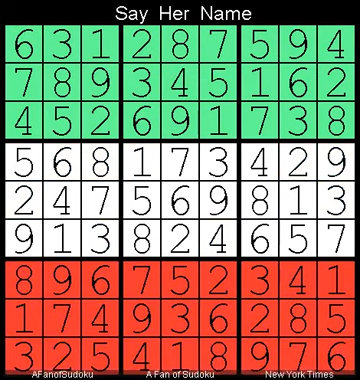 Say Her Name
6 3 1 2 8 7 5 9 4
7 8 9 3 4 5 1 6 2
4 5 2 6 9 1 7 3 8
5 6 8 1 7 3 4 2 9
2 4 7 5 6 9 8 1 3
9 1 3 8 2 4 6 5 7
8 9 6 7 5 2 3 4 1
1 7 4 9 3 6 2 8 5
3 2 5 4 1 8 9 7 6
AFanofSudoku A Fan of Sudoku New York Times